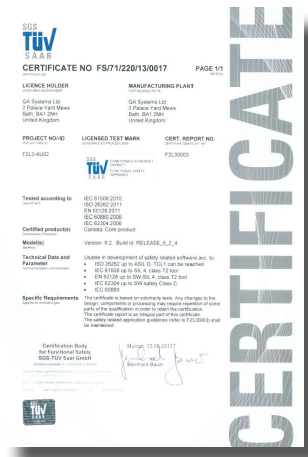 SGS
TÜV
SAAR
CERTIFICATE NO FS/71/220/13/0017 PAGE 1/1
LICENCE HOLDER MANUFACTURING PLANT
QA Systems Ltd QA Systems Ltd
2 Palace Yard Mews 2 Palace Yard Mews
Bath, BA1 2NH Bath, BA1 2NH
United Kingdom United Kingdom
PROJECT NO/-ID LICENSED TEST MARK CERT. REPORT NO.
F2L3-AU02 F2L30003
SGS
TÜV
SAAR
FUNCTIONAL SAFETY
APPROVED
Tested according to IEC 61508:2010
ISO 26262:2011
EN 50128:2011
IEC 60880:2006
IEC 62304:2006
Certified product(s) Cantata, Core product
Model(s) Version: 6.2 , Build id: RELEASE_6_2_4
Technical Data and Usable in development of safety related software acc. to:
Parameter • ISO 26262 up to ASIL D, TCL1 can be reached
• IEC 61508 up to SIL 4, class T2 tool
• EN 50128 up to SW-SIL 4, class T2 tool
• IEC 62304 up to SW safety Class C
• IEC 60880
Specific Requirements The certificate is based on voluntary tests. Any changes to the
design, components or processing may require repetition of some
parts of the qualification in order to retain the certification.
The certificate report is an integral part of this certificate.
The safety related application guidelines (refer to F2L30003) shall
be maintained.
Certification Body Munich, 13.09.2013
for Functional Safety
SGS-TÜV Saar GmbH
Bernhard Bauer
TÜV
CERTIFICATE